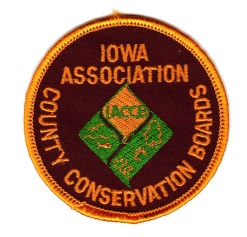 IOWA
ASSOCIATION
IACCB
COUNTY CONSERVATION BOARDS